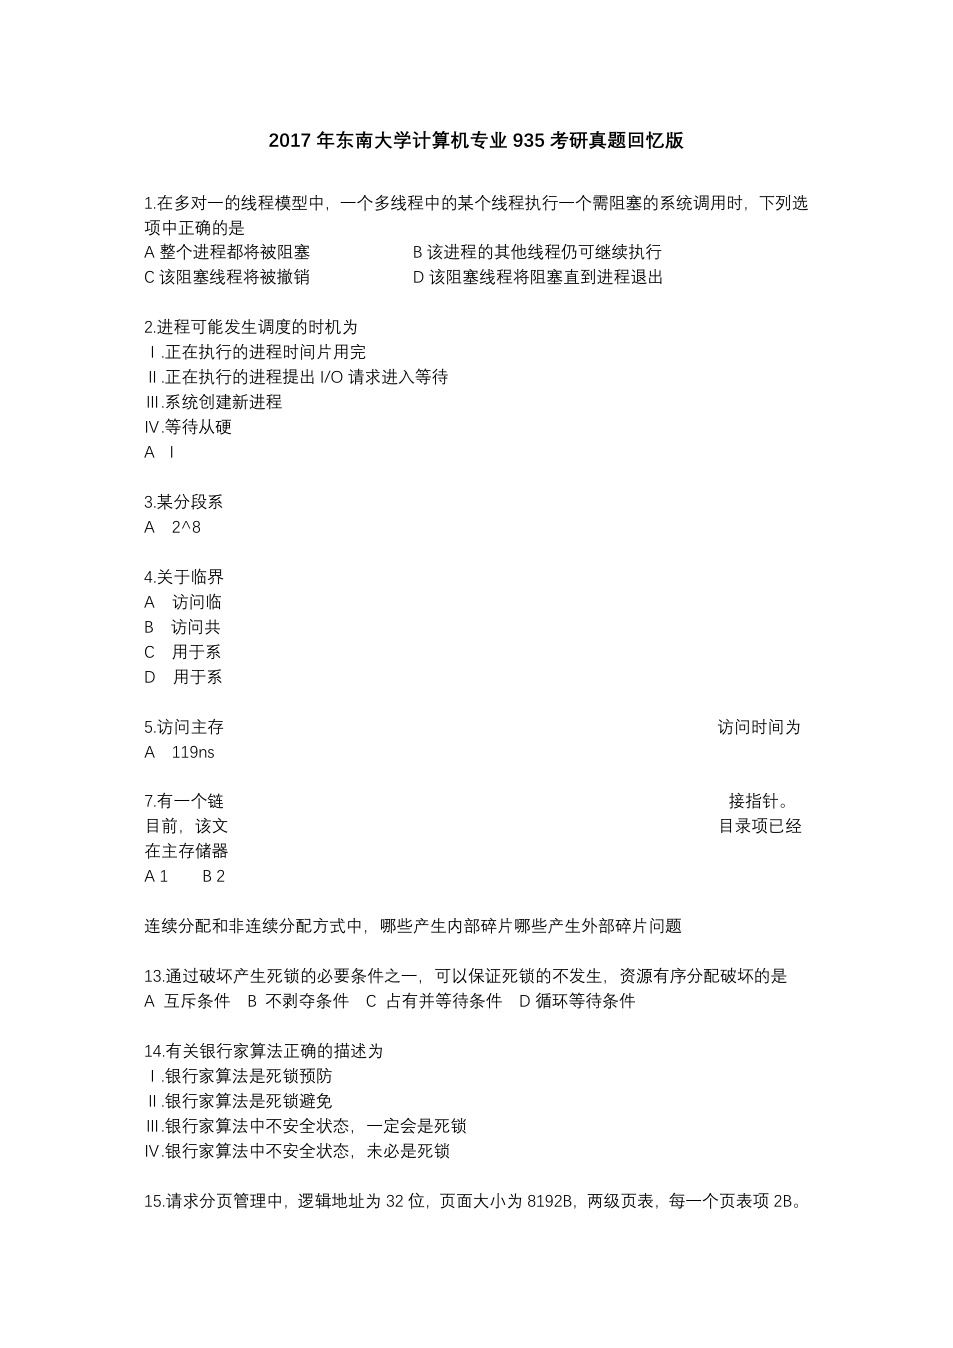 2017 年东南大学计算机专业 935 考研真题回忆版
1.在多对一的线程模型中，一个多线程中的某个线程执行一个需阻塞的系统调用时，下列选
项中正确的是
A 整个进程都将被阻塞 B 该进程的其他线程仍可继续执行
C 该阻塞线程将被撤销 D 该阻塞线程将阻塞直到进程退出
2.进程可能发生调度的时机为
Ⅰ.正在执行的进程时间片用完
Ⅱ.正在执行的进程提出 I/O 请求进入等待
Ⅲ.系统创建新进程
Ⅳ.等待从硬
A Ⅰ
3.某分段系
A 2^8
4.关于临界
A 访问临
B 访问共
C 用于系
D 用于系
5.访问主存 访问时间为
A 119ns
7.有一个链 接指针。
目前，该文 目录项已经
在主存储器
A 1 B 2
连续分配和非连续分配方式中，哪些产生内部碎片哪些产生外部碎片问题
13.通过破坏产生死锁的必要条件之一，可以保证死锁的不发生，资源有序分配破坏的是
A 互斥条件 B 不剥夺条件 C 占有并等待条件 D 循环等待条件
14.有关银行家算法正确的描述为
Ⅰ.银行家算法是死锁预防
Ⅱ.银行家算法是死锁避免
Ⅲ.银行家算法中不安全状态，一定会是死锁
Ⅳ.银行家算法中不安全状态，未必是死锁
15.请求分页管理中，逻辑地址为 32 位，页面大小为 8192B，两级页表，每一个页表项 2B。